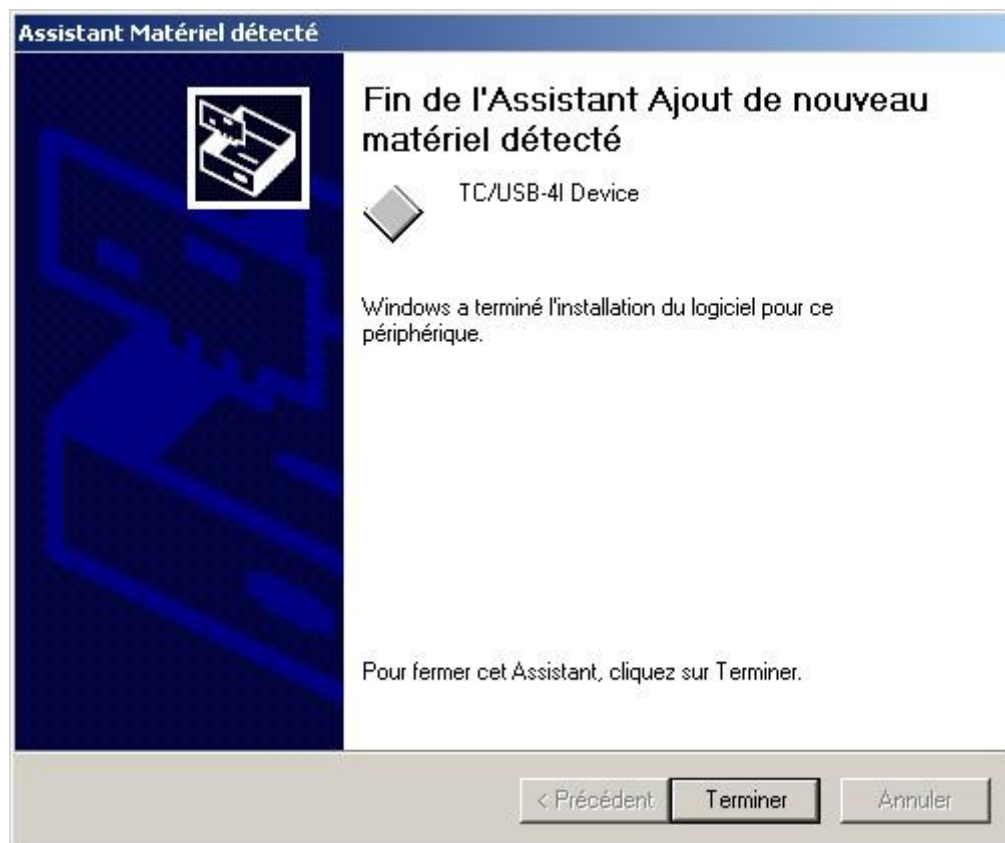 Assistant Matériel détecté
Fin de l'Assistant Ajout de nouveau
matériel détecté
TC/USB-4I Device
Windows a terminé l'installation du logiciel pour ce
périphérique.
Pour fermer cet Assistant, cliquez sur Terminer.
< Précédent
Terminer
Annuler